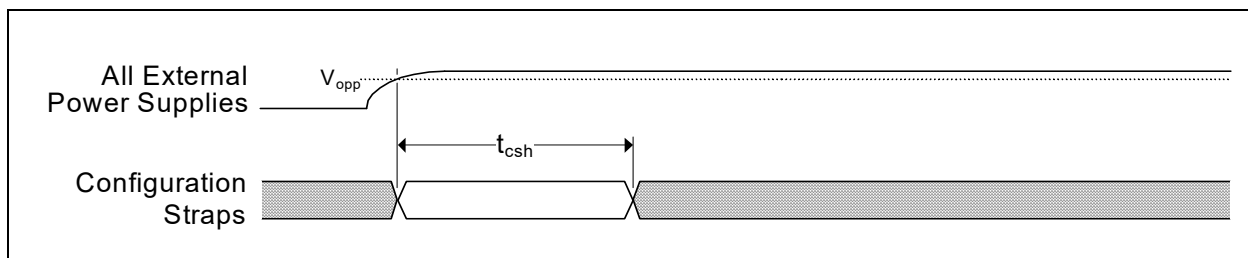 All External
Power Supplies
Vopp
tcsh
Configuration
Straps